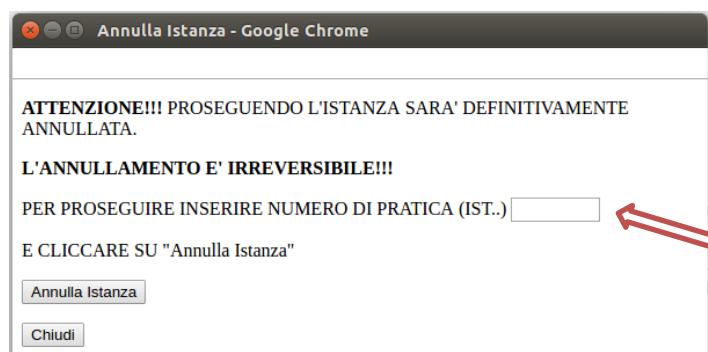 Annulla Istanza - Google Chrome
ATTENZIONE!!! PROSEGUENDO L'ISTANZA SARA' DEFINITIVAMENTE
ANNULLATA.
L'ANNULLAMENTO E' IRREVERSIBILE!!!
PER PROSEGUIRE INSERIRE NUMERO DI PRATICA (IST..)
E CLICCARE SU "Annulla Istanza"
Annulla Istanza
Chiudi